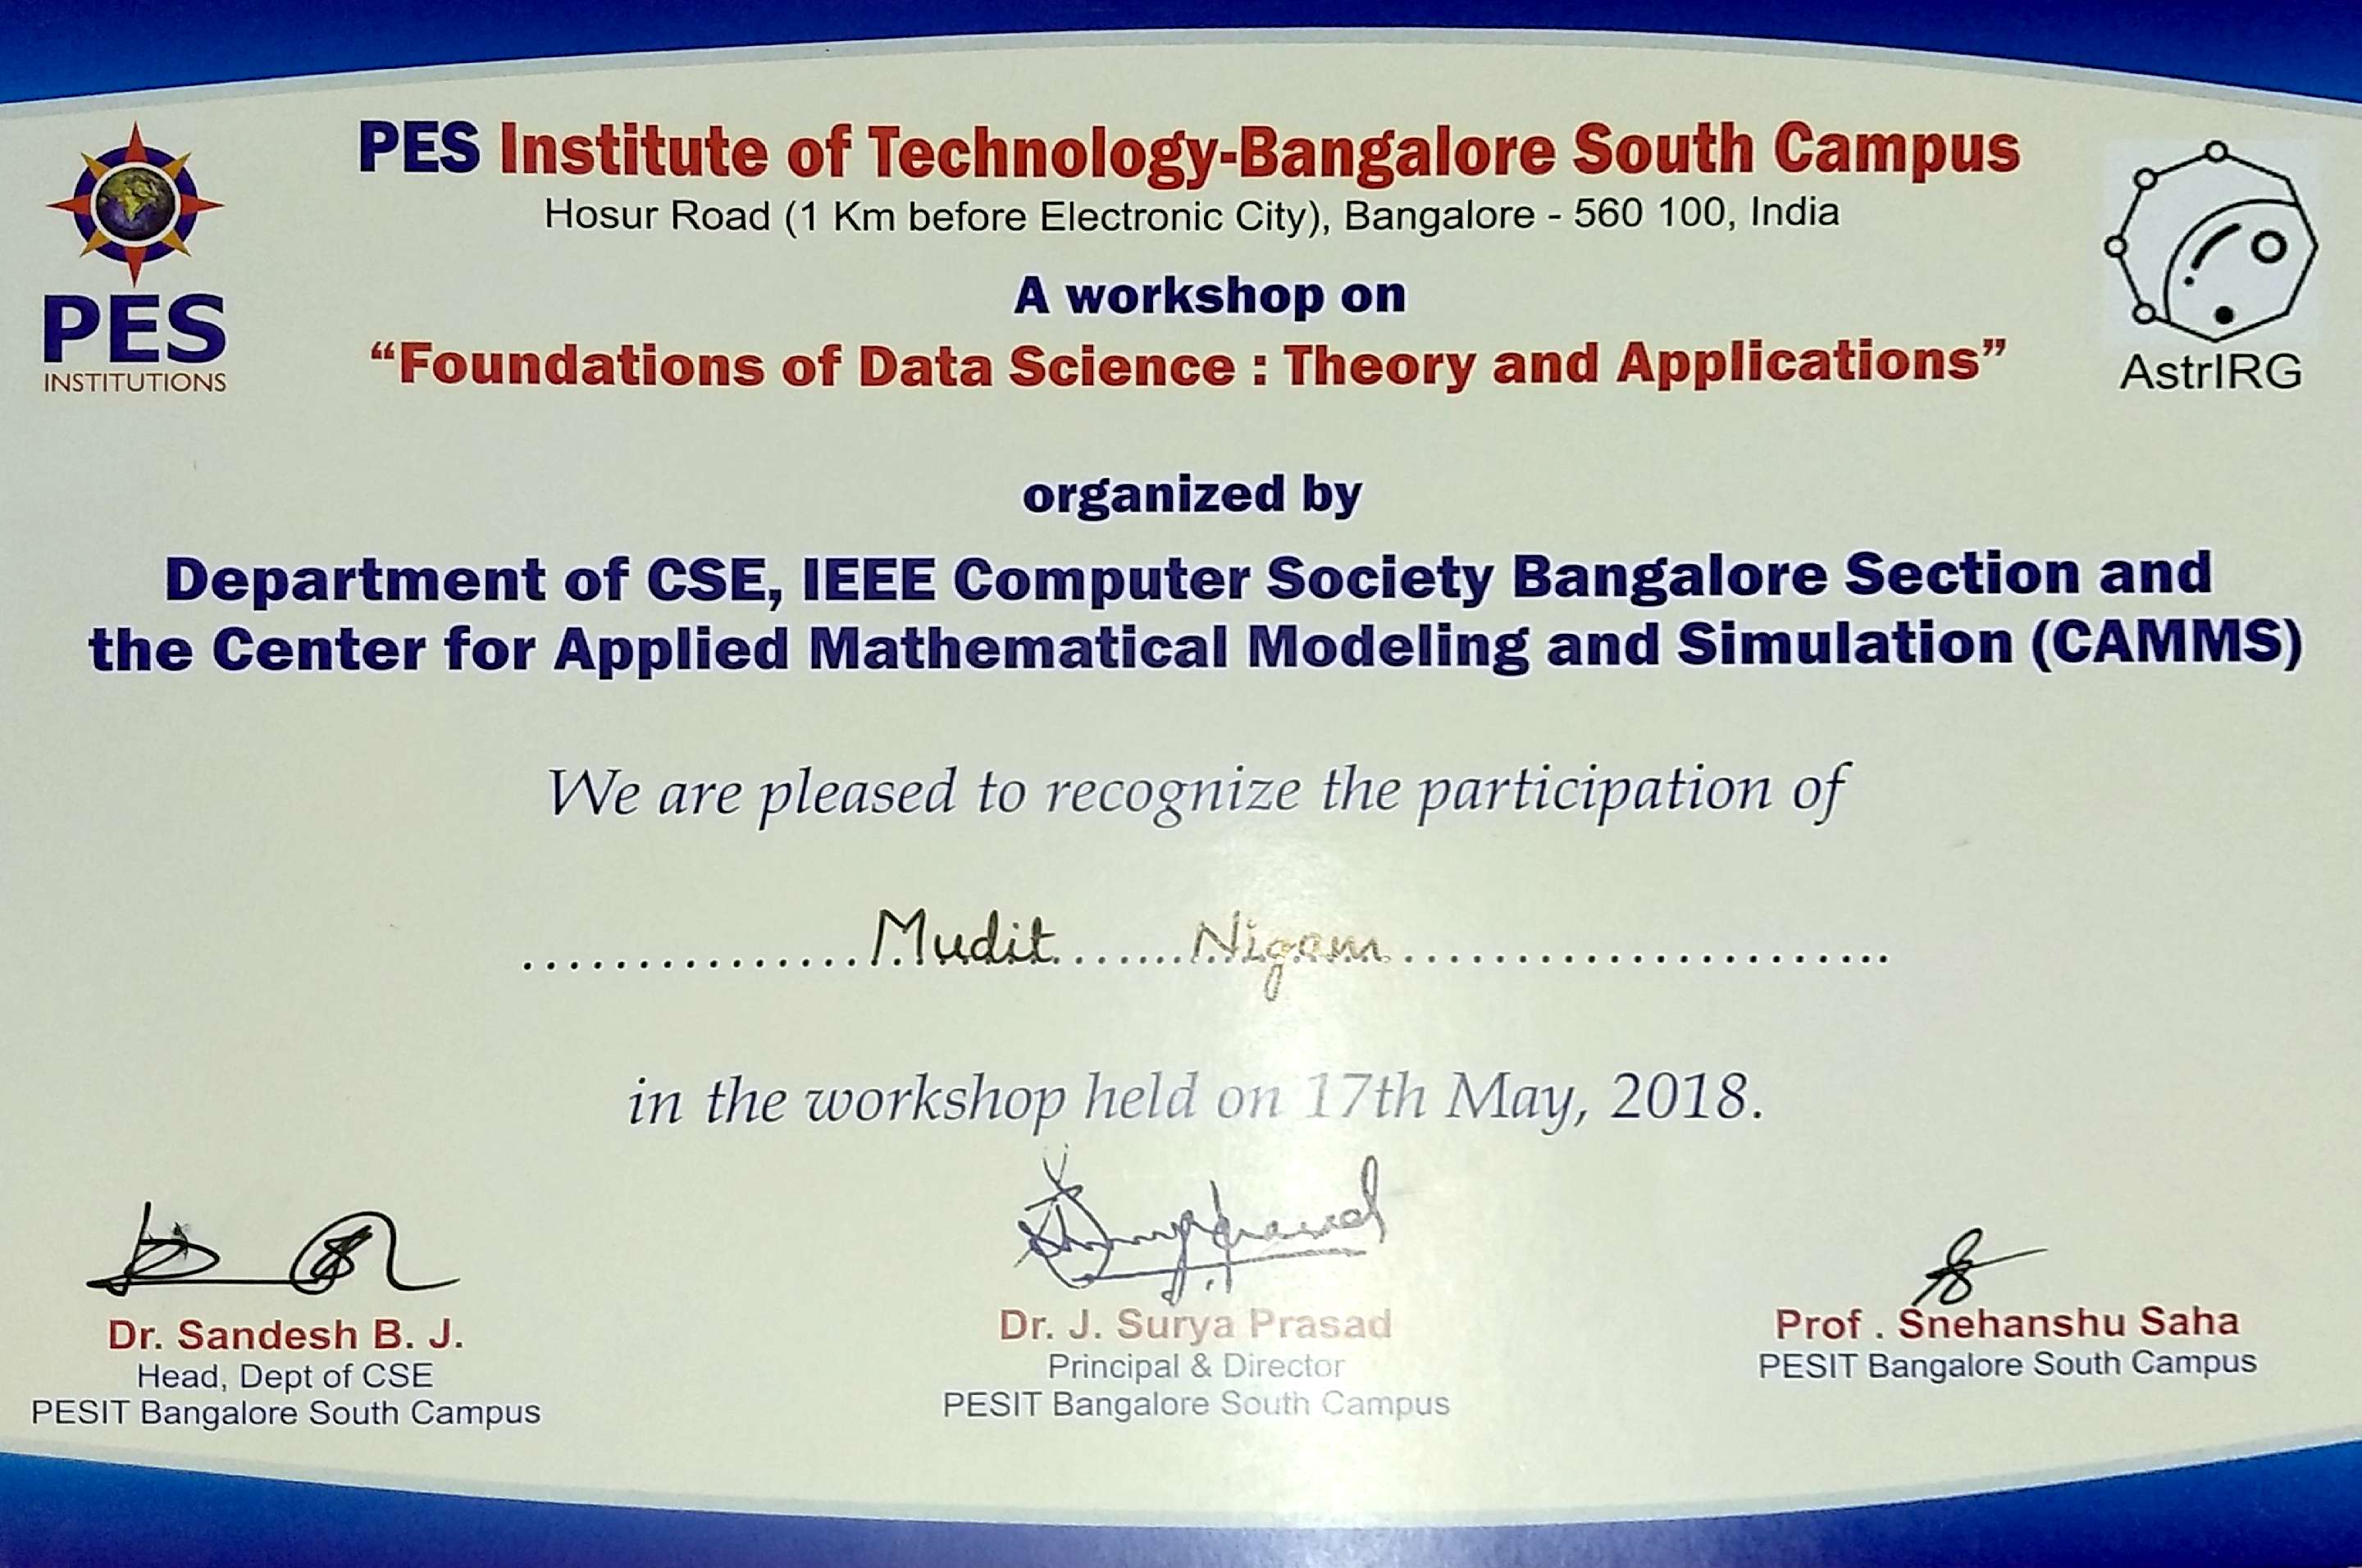 PES Institute of Technology-Bangalore South Campus
Hosur Road (1 Km before Electronic City), Bangalore - 560 100, India
PES
INSTITUTIONS
AstrIRG
A workshop on
“Foundations of Data Science : Theory and Applications”
organized by
Department of CSE, IEEE Computer Society Bangalore Section and
the Center for Applied Mathematical Modeling and Simulation (CAMMS)
We are pleased to recognize the participation of
Mudit Nigam
in the workshop held on 17th May, 2018.
Dr. Sandesh B. J.
Head, Dept of CSE
PESIT Bangalore South Campus
Dr. J. Surya Prasad
Principal & Director
PESIT Bangalore South Campus
Prof . Snehanshu Saha
PESIT Bangalore South Campus